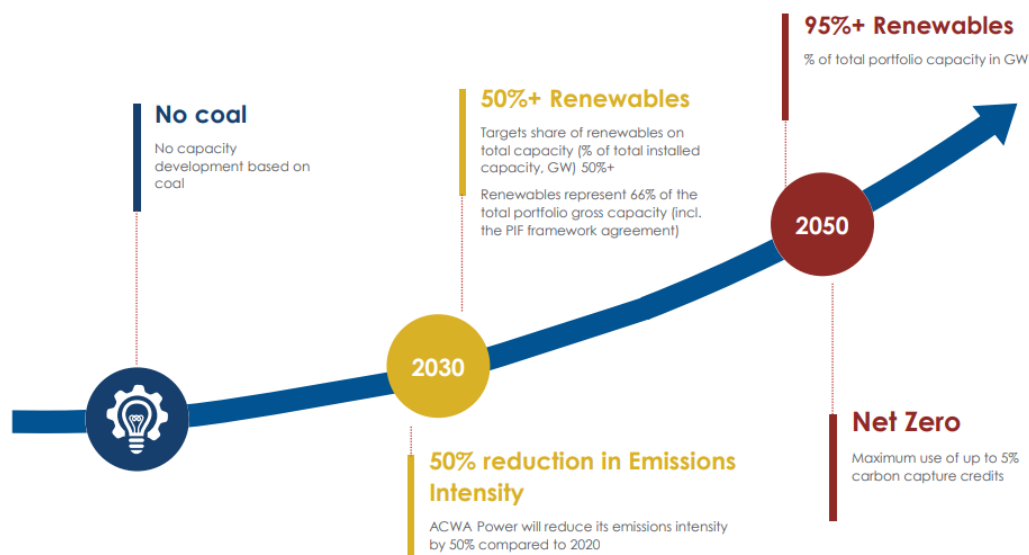 No coal
No capacity
development based on
coal
50%+ Renewables
Targets share of renewables on
total capacity (% of total installed
capacity, GW) 50%+
Renewables represent 66% of the
total portfolio gross capacity (incl.
the PIF framework agreement)
95%+ Renewables
% of total portfolio capacity in GW
2030
2050
50% reduction in Emissions
Intensity
ACWA Power will reduce its emissions intensity
by 50% compared to 2020
Net Zero
Maximum use of up to 5%
carbon capture credits